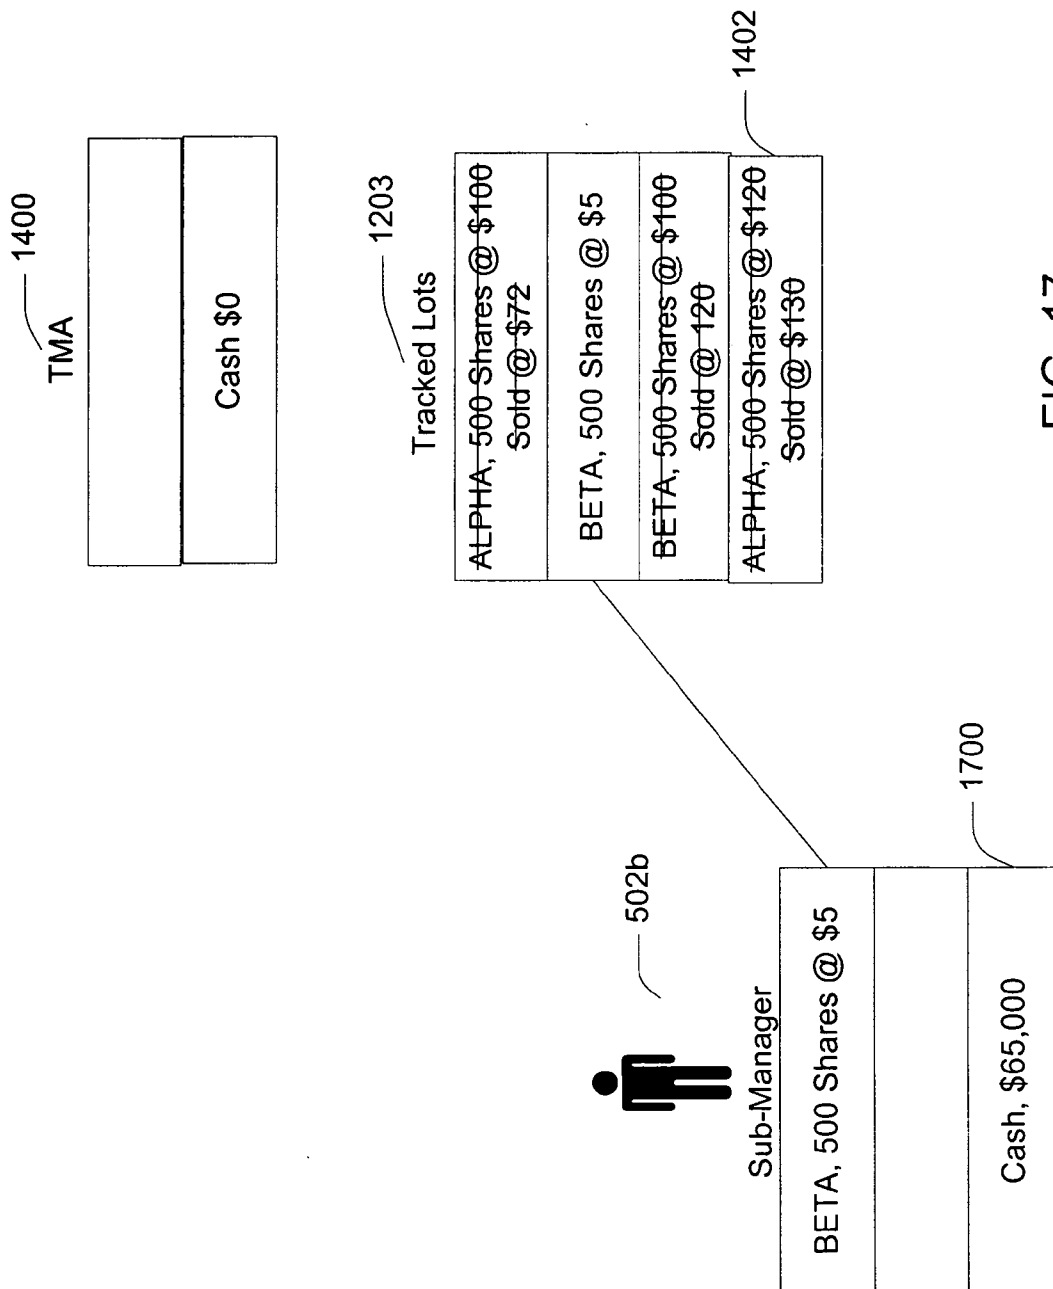 TMA
1400
Cash $0
Tracked Lots
1203
ALPHA, 500 Shares @ $100
Sold @ $72
BETA, 500 Shares @ $5
BETA, 500 Shares @ $100
Sold @ 120
ALPHA, 500 Shares @ $120
Sold @ $130
1402
502b
Sub-Manager
BETA, 500 Shares @ $5
Cash, $65,000
1700